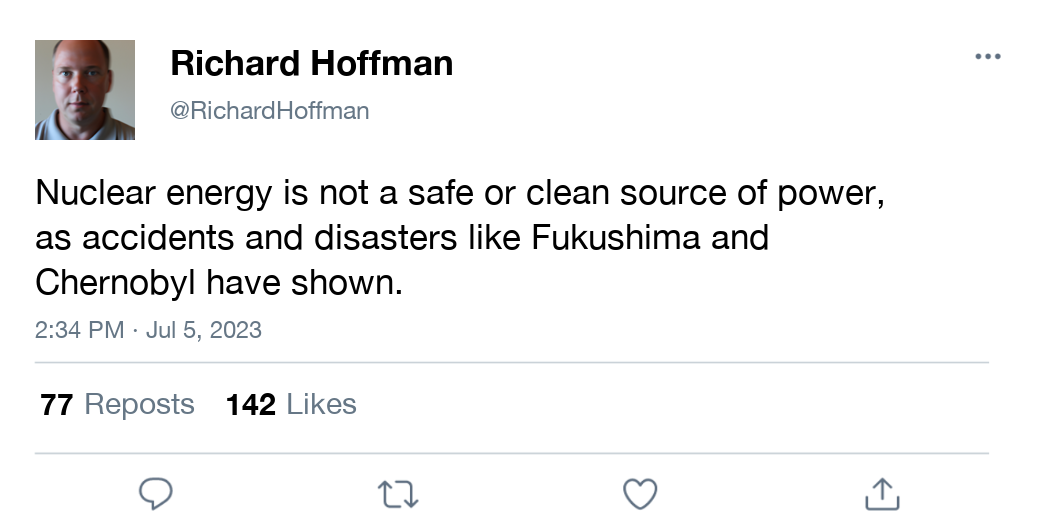 Richard Hoffman
@RichardHoffman
Nuclear energy is not a safe or clean source of power,
as accidents and disasters like Fukushima and
Chernobyl have shown.
2:34 PM · Jul 5, 2023
77 Reposts 142 Likes